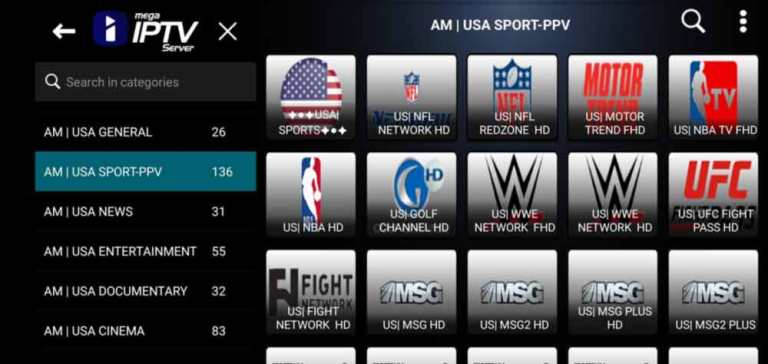 mega
IPTV
Server
AM | USA SPORT-PPV
Search in categories
AM | USA GENERAL 26
AM | USA SPORT-PPV 136
AM | USA NEWS 31
AM | USA ENTERTAINMENT 55
AM | USA DOCUMENTARY 32
AM | USA CINEMA 83
✦●✦USA|
SPORTS✦●✦
NFL
US| NFL
NETWORK HD
NFL
US| NFL
REDZONE HD
MOTOR
TREND
US| MOTOR
TREND FHD
TV
US| NBA TV FHD
US| NBA HD
HD
US| GOLF
CHANNEL HD
US| WWE
NETWORK FHD
US| WWE
NETWORK HD
UFC
US| UFC FIGHT
PASS HD
FIGHT
NETWORK
US| FIGHT
NETWORK HD
MSG
US| MSG HD
MSG
US| MSG2 HD
MSG
US| MSG PLUS
HD
MSG
US| MSG2 PLUS